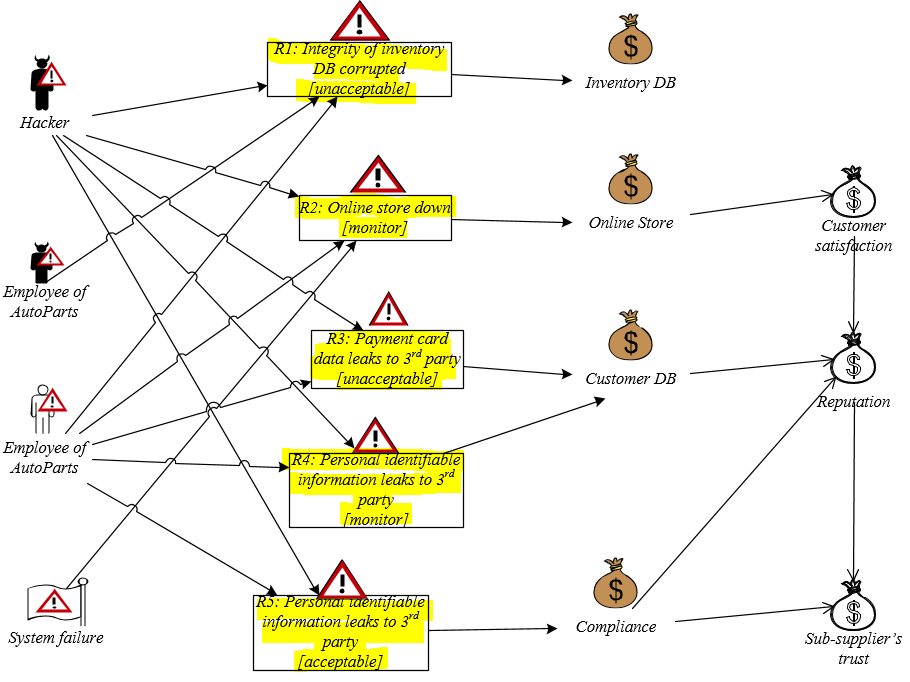 R1: Integrity of inventory
DB corrupted
[unacceptable]
Inventory DB
Hacker
R2: Online store down
[monitor]
Online Store
Customer
satisfaction
Employee of
AutoParts
R3: Payment card
data leaks to 3rd party
[unacceptable]
Customer DB
Reputation
Employee of
AutoParts
R4: Personal identifiable
information leaks to 3rd
party
[monitor]
System failure
R5: Personal identifiable
information leaks to 3rd
party
[acceptable]
Compliance
Sub-supplier's
trust